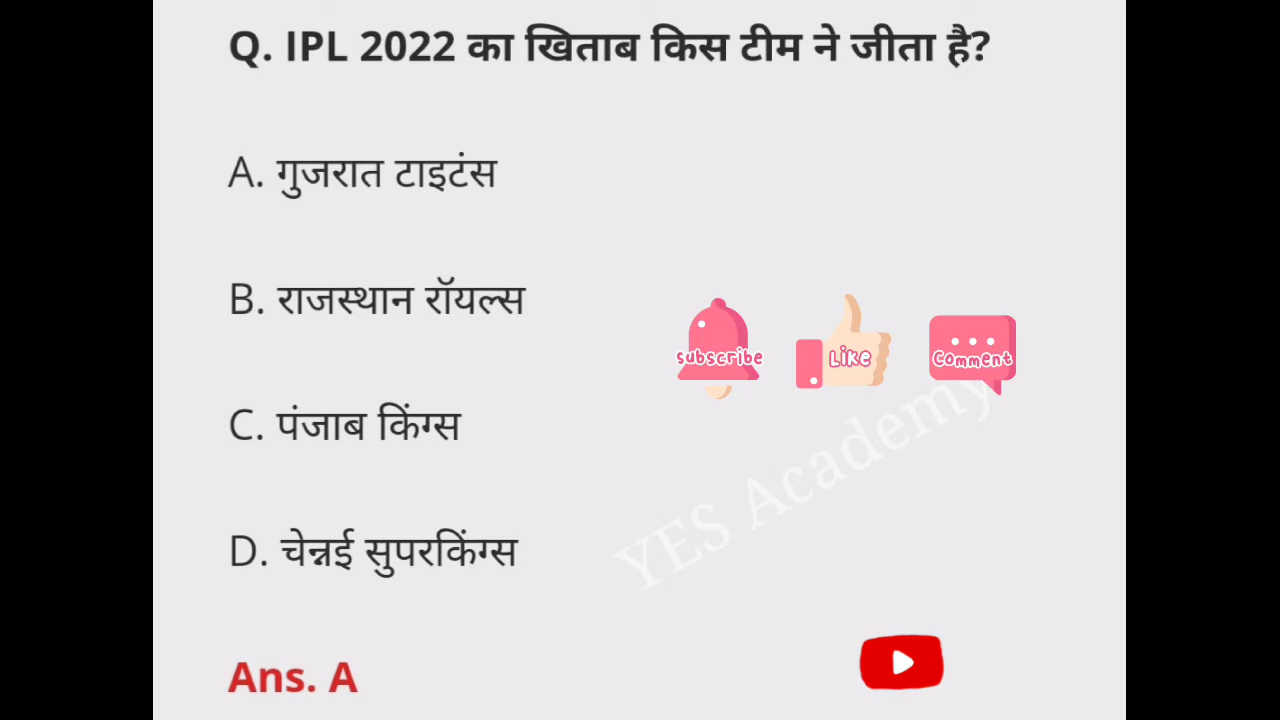 Q. IPL 2022 का खिताब किस टीम ने जीता है?
A. गुजरात टाइटंस
B. राजस्थान रॉयल्स
subscribe
Like
Comment
C. पंजाब किंग्स
YES Academy
D. चेन्नई सुपरकिंग्स
Ans. A